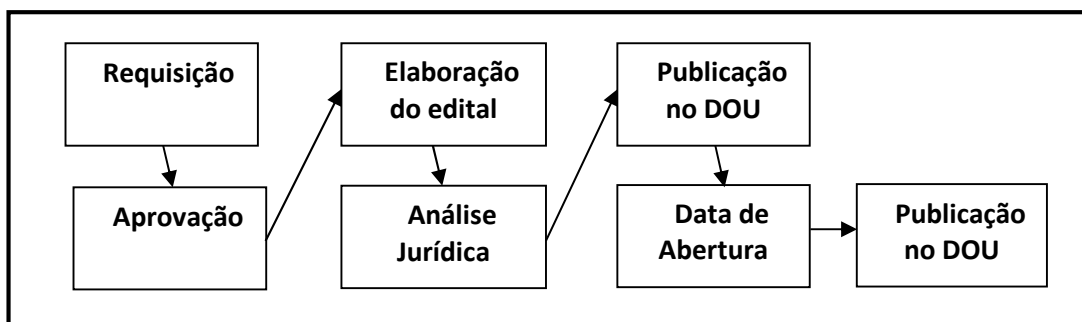 Requisição
Aprovação
Elaboração
do edital
Análise
Jurídica
Publicação
no DOU
Data de
Abertura
Publicação
no DOU